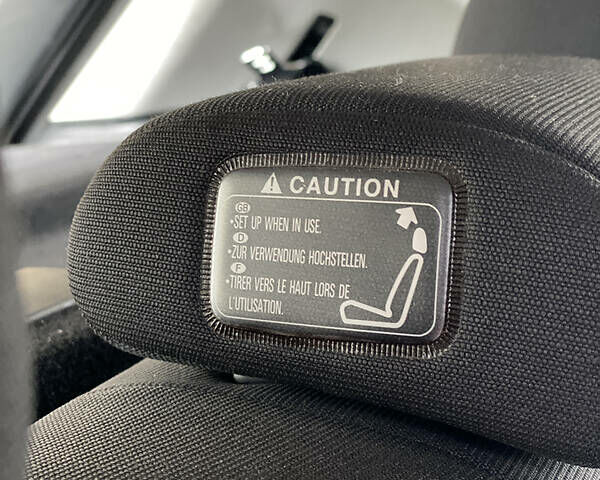 CAUTION
GB
•SET UP WHEN IN USE.
D
•ZUR VERWENDUNG HOCHSTELLEN.
F
•TIRER VERS LE HAUT LORS DE
L'UTILISATION.